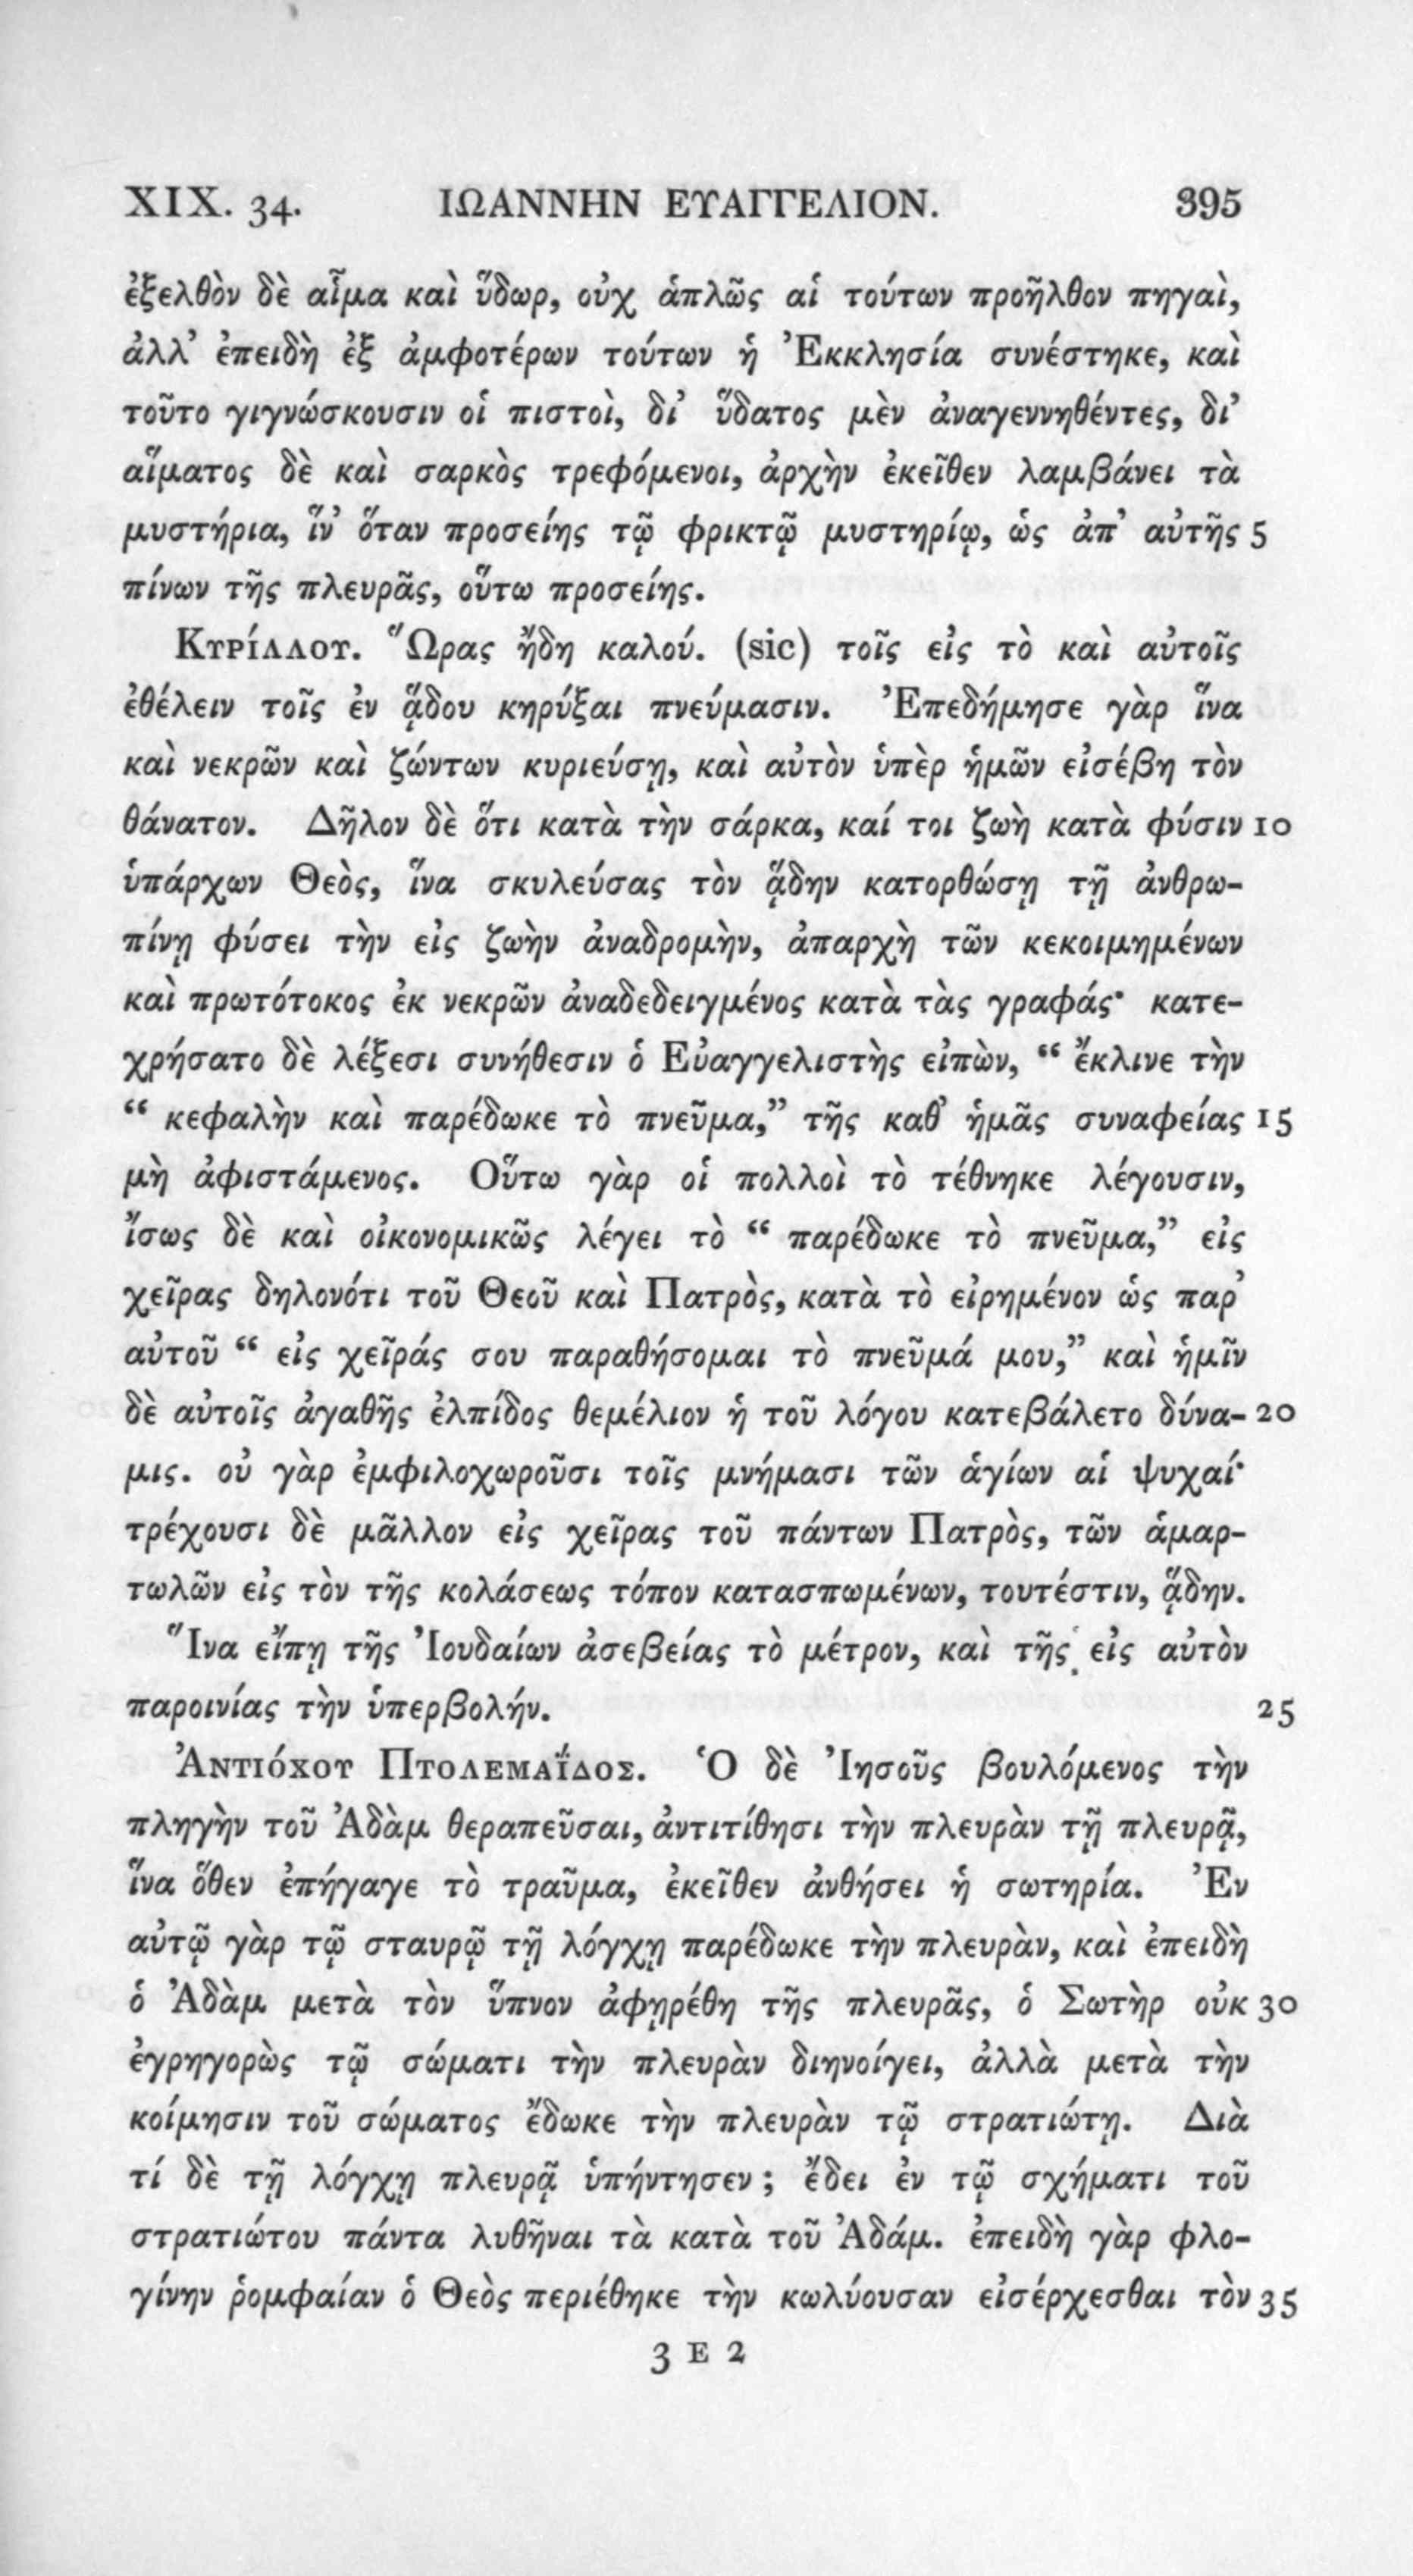 XIX. 34. ΙΩΑΝΝΗΝ ΕΥΑΓΓΕΛΙΟΝ. 395
ἐξελθὸν δὲ αἷμα καὶ ὕδωρ, οὐχ ἁπλῶς αἱ τούτων προῆλθον πηγαὶ,
ἀλλ’ ἐπειδὴ ἐξ ἀμφοτέρων τούτων ἡ Ἐκκλησία συνέστηκε, καὶ
τοῦτο γιγνώσκουσιν οἱ πιστοὶ, δι’ ὕδατος μὲν ἀναγεννηθέντες, δι’
αἵματος δὲ καὶ σαρκὸς τρεφόμενοι, ἀρχὴν ἐκεῖθεν λαμβάνει τὰ
μυστήρια, ἵν’ ὅταν προσείης τῷ φρικτῷ μυστηρίῳ, ὡς ἀπ’ αὐτῆς 5
πίνων τῆς πλευρᾶς, οὕτω προσείης.
Κυρίλλου. Ὥρας ἤδη καλού. (sic) τοῖς εἰς τὸ καὶ αὐτοῖς
ἐθέλειν τοῖς ἐν ᾅδου κηρύξαι πνεύμασιν. Ἐπεδήμησε γὰρ ἵνα
καὶ νεκρῶν καὶ ζώντων κυριεύσῃ, καὶ αὐτὸν ὑπὲρ ἡμῶν εἰσέβη τὸν
θάνατον. Δῆλον δὲ ὅτι κατὰ τὴν σάρκα, καί τοι ζωὴ κατὰ φύσιν 10
ὑπάρχων Θεὸς, ἵνα σκυλεύσας τὸν ᾅδην κατορθώσῃ τῇ ἀνθρω-
πίνῃ φύσει τὴν εἰς ζωὴν ἀναδρομὴν, ἀπαρχὴ τῶν κεκοιμημένων
καὶ πρωτότοκος ἐκ νεκρῶν ἀναδεδειγμένος κατὰ τὰς γραφάς· κατε-
χρήσατο δὲ λέξεσι συνήθεσιν ὁ Εὐαγγελιστὴς εἰπὼν, “ ἔκλινε τὴν
“ κεφαλὴν καὶ παρέδωκε τὸ πνεῦμα,” τῆς καθ’ ἡμᾶς συναφείας 15
μὴ ἀφιστάμενος. Οὕτω γὰρ οἱ πολλοὶ τὸ τέθνηκε λέγουσιν,
ἴσως δὲ καὶ οἰκονομικῶς λέγει τὸ “ παρέδωκε τὸ πνεῦμα,” εἰς
χεῖρας δηλονότι τοῦ Θεοῦ καὶ Πατρὸς, κατὰ τὸ εἰρημένον ὡς παρ’
αὐτοῦ “ εἰς χεῖράς σου παραθήσομαι τὸ πνεῦμά μου,” καὶ ἡμῖν
δὲ αὐτοῖς ἀγαθῆς ἐλπίδος θεμέλιον ἡ τοῦ λόγου κατεβάλετο δύνα- 20
μις. οὐ γὰρ ἐμφιλοχωροῦσι τοῖς μνήμασι τῶν ἁγίων αἱ ψυχαί·
τρέχουσι δὲ μᾶλλον εἰς χεῖρας τοῦ πάντων Πατρὸς, τῶν ἁμαρ-
τωλῶν εἰς τὸν τῆς κολάσεως τόπον κατασπωμένων, τουτέστιν, ᾅδην.
Ἵνα εἴπῃ τῆς Ἰουδαίων ἀσεβείας τὸ μέτρον, καὶ τῆς εἰς αὐτὸν
παροινίας τὴν ὑπερβολήν. 25
Ἀντιόχου Πτολεμαΐδος. Ὁ δὲ Ἰησοῦς βουλόμενος τὴν
πληγὴν τοῦ Ἀδὰμ θεραπεῦσαι, ἀντιτίθησι τὴν πλευρὰν τῇ πλευρᾷ,
ἵνα ὅθεν ἐπήγαγε τὸ τραῦμα, ἐκεῖθεν ἀνθήσει ἡ σωτηρία. Ἐν
αὐτῷ γὰρ τῷ σταυρῷ τῇ λόγχῃ παρέδωκε τὴν πλευρὰν, καὶ ἐπειδὴ
ὁ Ἀδὰμ μετὰ τὸν ὕπνον ἀφῃρέθη τῆς πλευρᾶς, ὁ Σωτὴρ οὐκ 30
ἐγρηγορὼς τῷ σώματι τὴν πλευρὰν διηνοίγει, ἀλλὰ μετὰ τὴν
κοίμησιν τοῦ σώματος ἔδωκε τὴν πλευρὰν τῷ στρατιώτῃ. Διὰ
τί δὲ τῇ λόγχῃ πλευρᾷ ὑπήντησεν ; ἔδει ἐν τῷ σχήματι τοῦ
στρατιώτου πάντα λυθῆναι τὰ κατὰ τοῦ Ἀδάμ. ἐπειδὴ γὰρ φλο-
γίνην ῥομφαίαν ὁ Θεὸς περιέθηκε τὴν κωλύουσαν εἰσέρχεσθαι τὸν 35
3 E 2